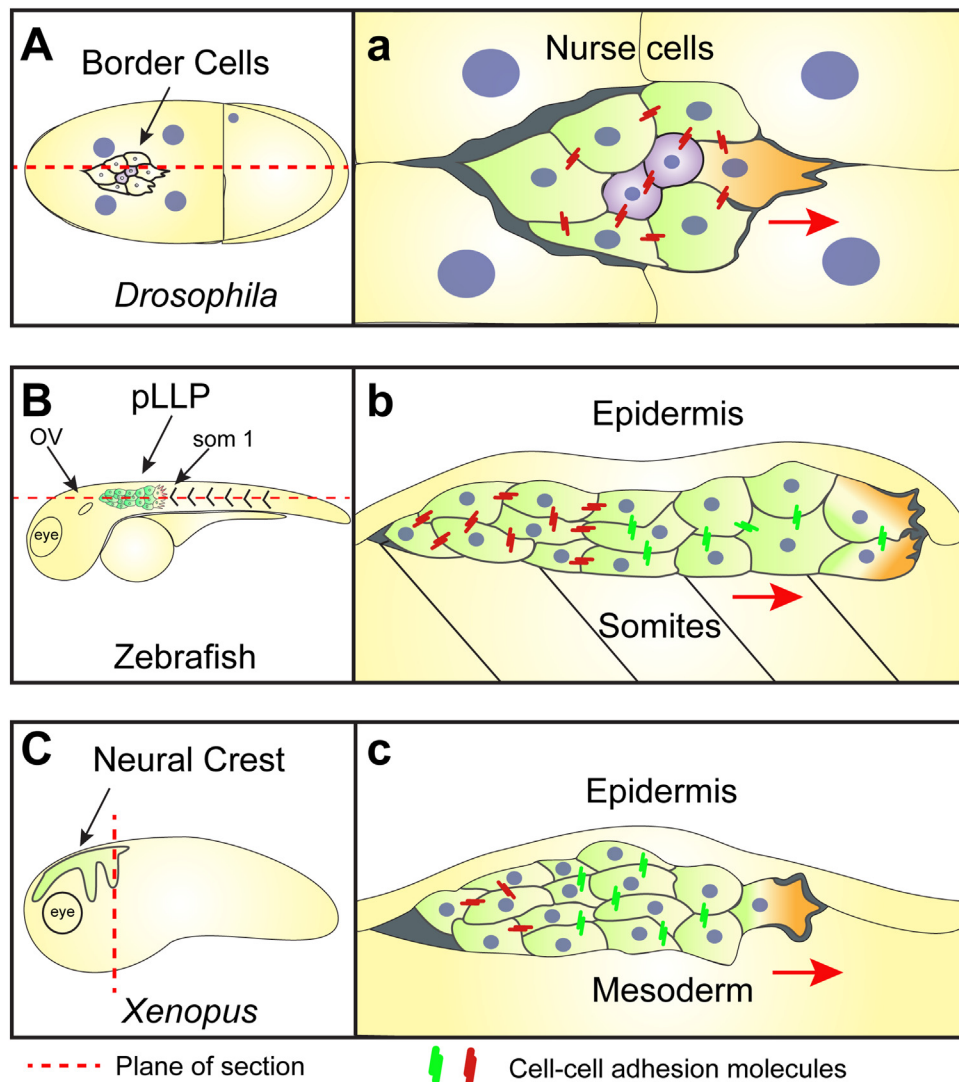 A
Border Cells
Drosophila
a
Nurse cells
B
pLLP
OV
som 1
eye
Zebrafish
b
Epidermis
Somites
C
Neural Crest
eye
Xenopus
c
Epidermis
Mesoderm
Plane of section
Cell-cell adhesion molecules